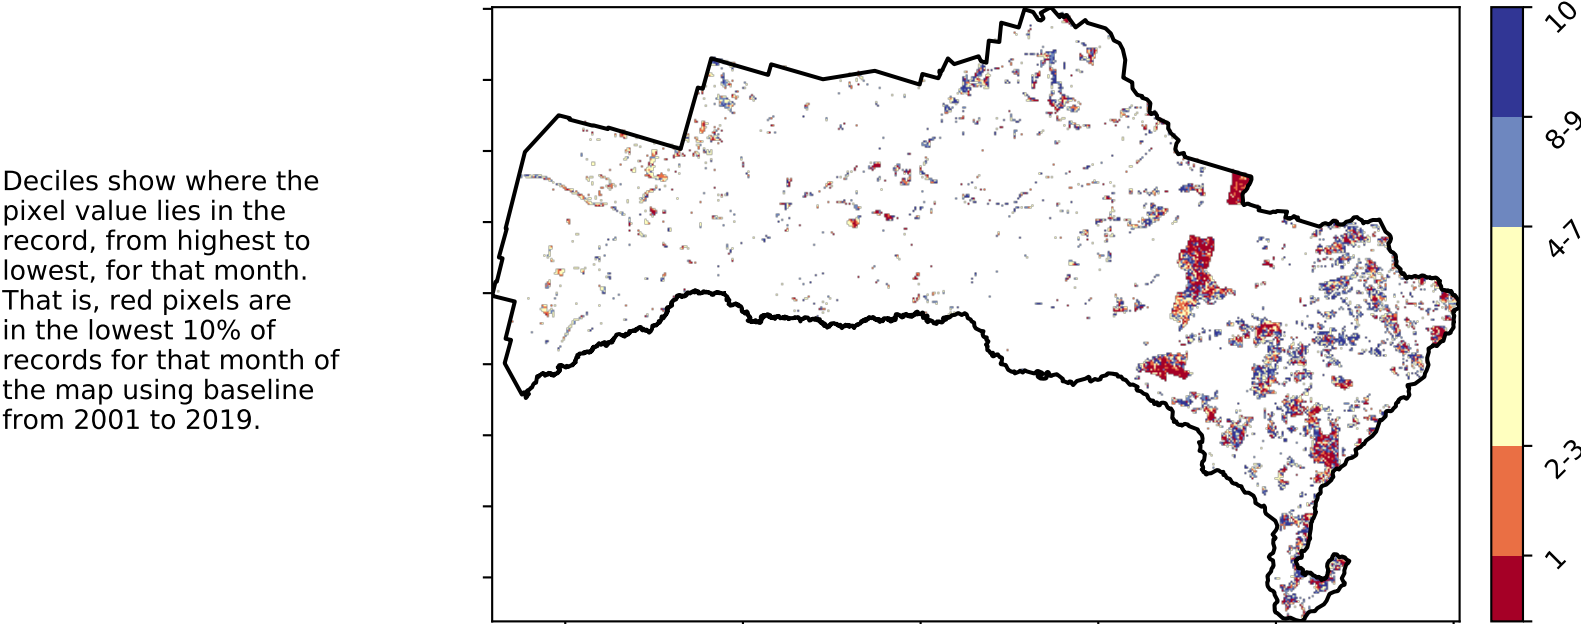 Deciles show where the
pixel value lies in the
record, from highest to
lowest, for that month.
That is, red pixels are
in the lowest 10% of
records for that month of
the map using baseline
from 2001 to 2019.
10
8-9
4-7
2-3
1